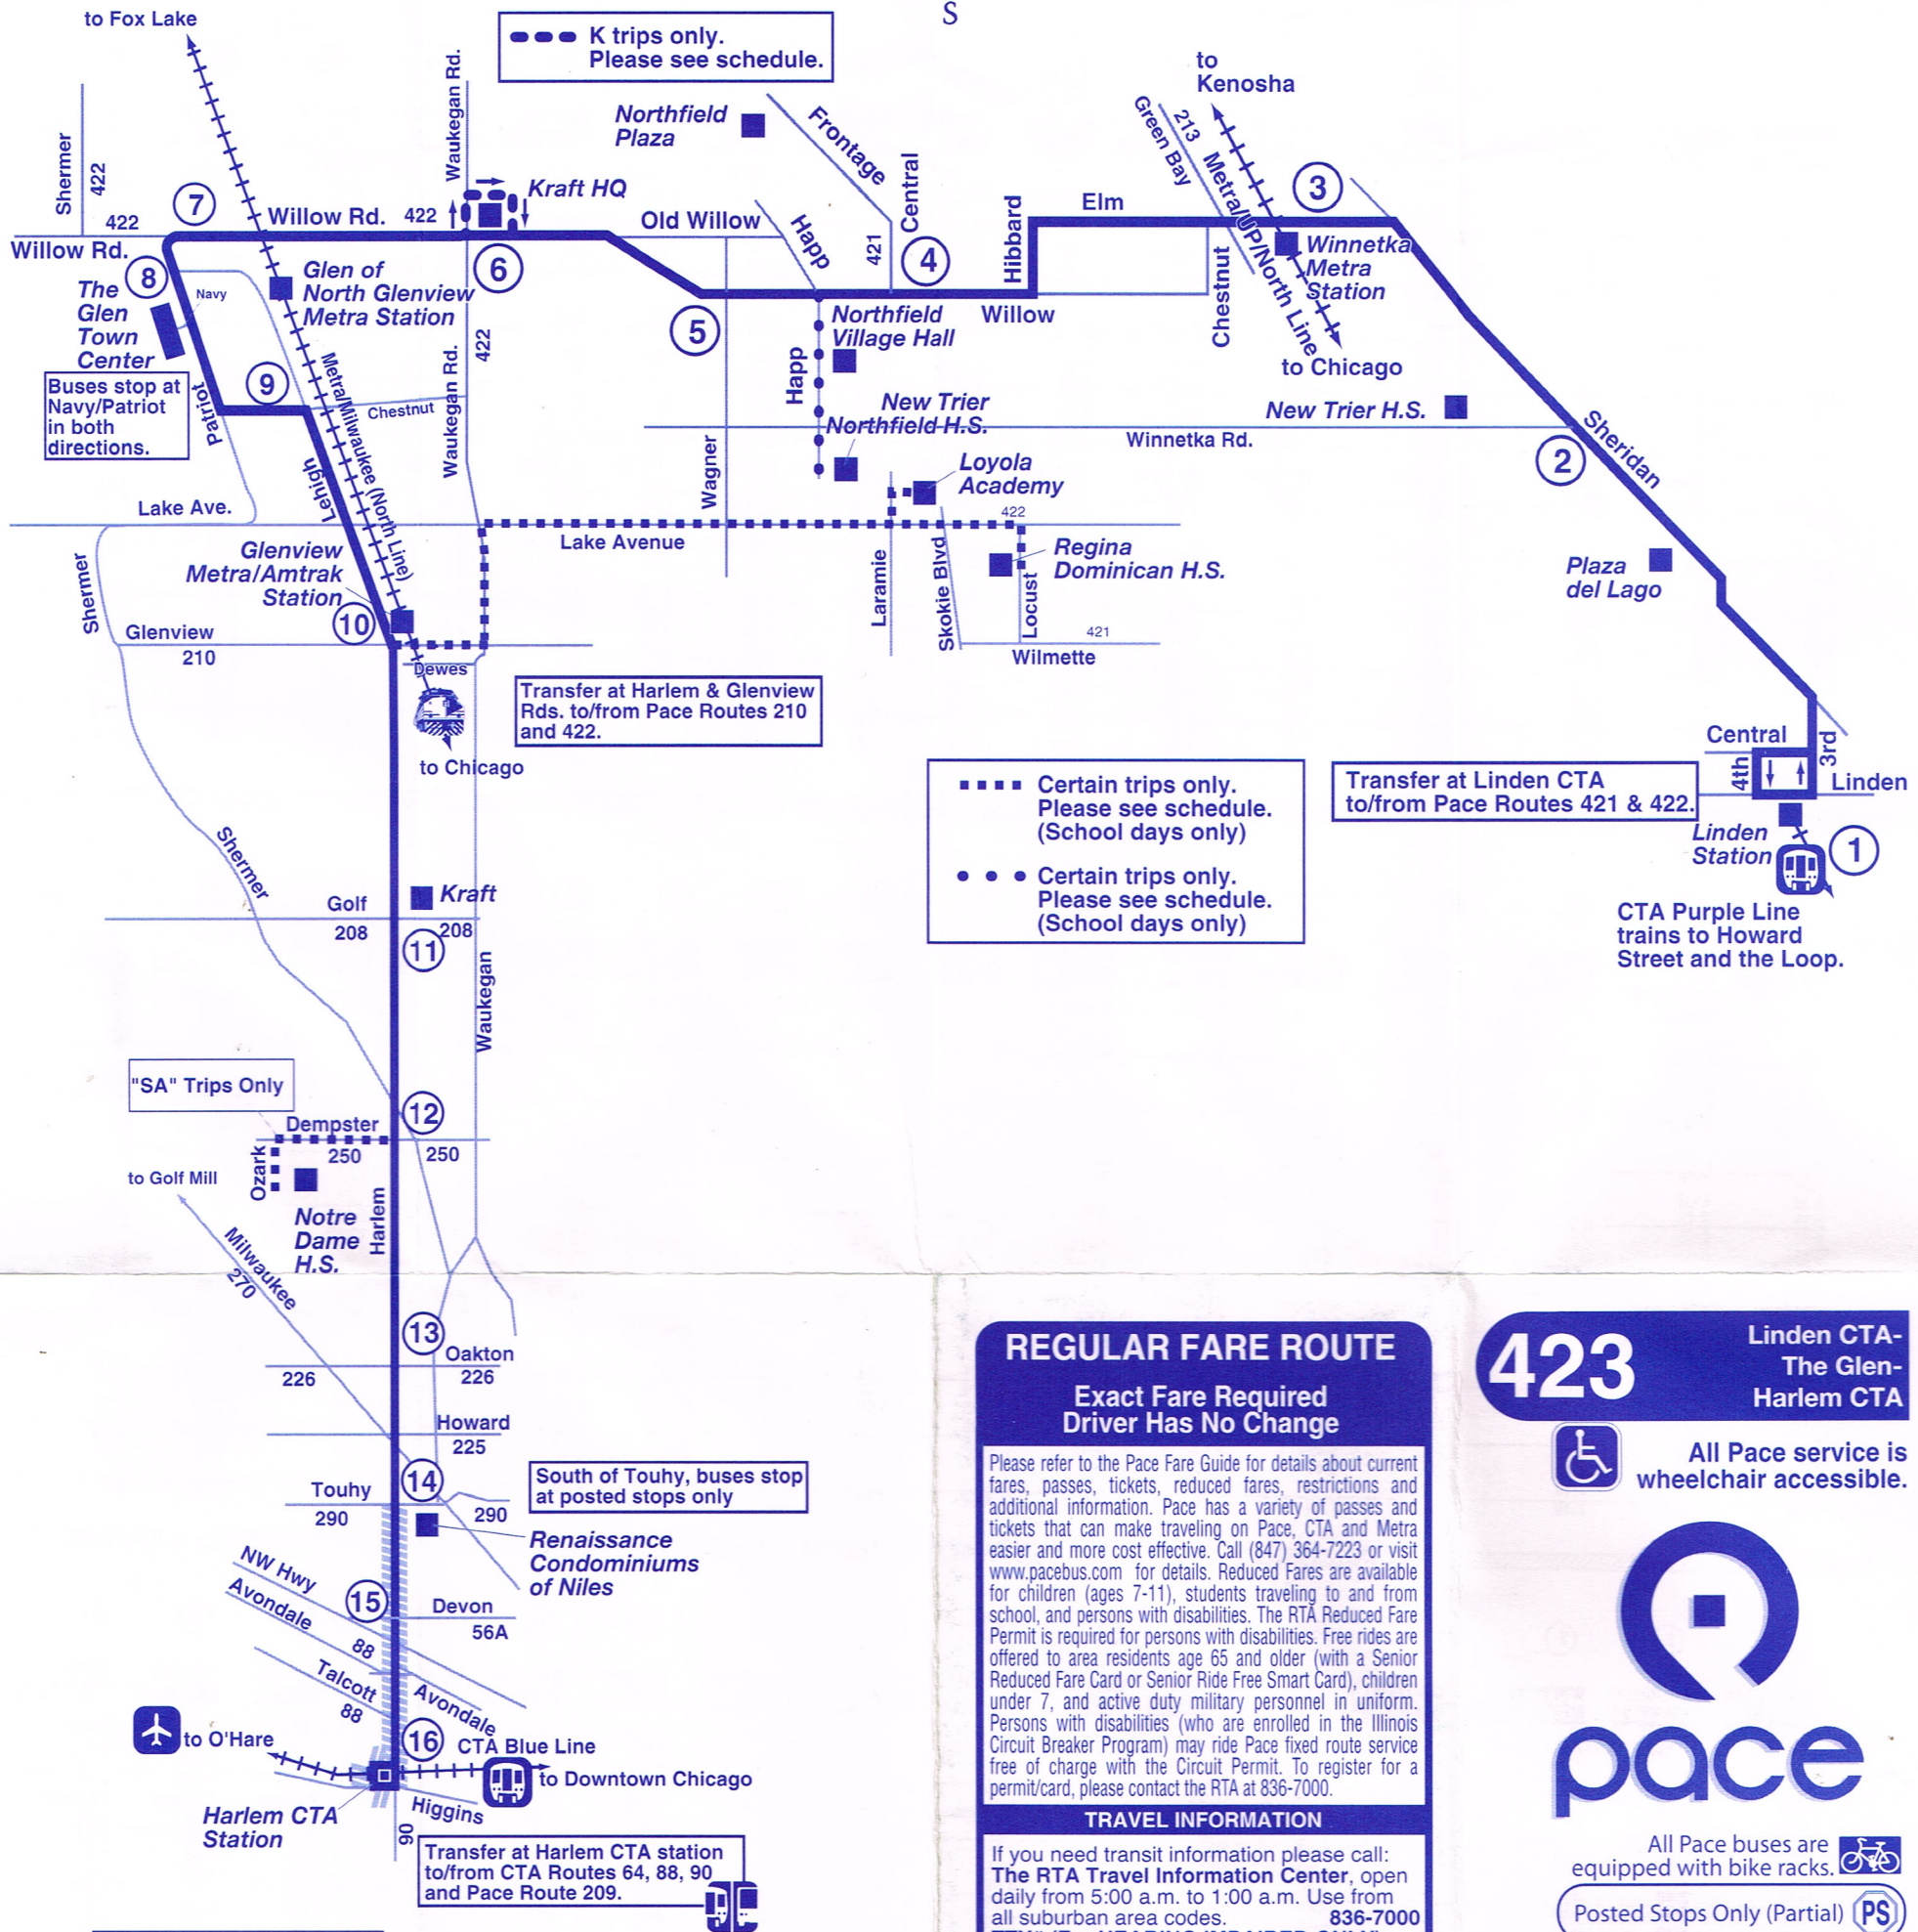 S
to Fox Lake
K trips only.
Please see schedule.
Waukegan Rd.
to
Kenosha
Northfield
Plaza
Frontage
Green Bay
213
Metra/UP/North Line
Shermer
422
Central
421
3
7
Kraft HQ
422
Willow Rd.
422
Old Willow
Happ
Hibbard
Elm
Willow Rd.
8
6
4
Winnetka
Metra
Station
The
Glen
Town
Center
Navy
Glen of
North Glenview
Metra Station
422
5
Northfield
Village Hall
Willow
Chestnut
to Chicago
Buses stop at
Navy/Patriot
in both
directions.
9
Patriot
Metra/Milwaukee (North Line)
Chestnut
Waukegan Rd.
Happ
New Trier
Northfield H.S.
New Trier H.S.
Winnetka Rd.
Sheridan
2
Lehigh
Wagner
Loyola
Academy
Lake Ave.
422
Lake Avenue
Shermer
Glenview
Metra/Amtrak
Station
Laramie
Skokie Blvd
Locust
Regina
Dominican H.S.
Plaza
del Lago
10
Glenview
210
421
Wilmette
Dewes
Transfer at Harlem & Glenview
Rds. to/from Pace Routes 210
and 422.
to Chicago
Certain trips only.
Please see schedule.
(School days only)
Certain trips only.
Please see schedule.
(School days only)
Transfer at Linden CTA
to/from Pace Routes 421 & 422.
Central
4th
3rd
Linden
Linden
Station
1
CTA Purple Line
trains to Howard
Street and the Loop.
Shermer
Kraft
Golf
208
208
11
Waukegan
"SA" Trips Only
12
Dempster
250
250
Ozark
to Golf Mill
Notre
Dame
H.S.
Harlem
Milwaukee
270
13
Oakton
226
226
Howard
225
14
Touhy
290
290
South of Touhy, buses stop
at posted stops only
Renaissance
Condominiums
of Niles
NW Hwy
Avondale
88
15
Devon
56A
Talcott
88
Avondale
16
CTA Blue Line
to O'Hare
to Downtown Chicago
Higgins
Harlem CTA
Station
90
Transfer at Harlem CTA station
to/from CTA Routes 64, 88, 90
and Pace Route 209.
REGULAR FARE ROUTE
Exact Fare Required
Driver Has No Change
Please refer to the Pace Fare Guide for details about current
fares, passes, tickets, reduced fares, restrictions and
additional information. Pace has a variety of passes and
tickets that can make traveling on Pace, CTA and Metra
easier and more cost effective. Call (847) 364-7223 or visit
www.pacebus.com for details. Reduced Fares are available
for children (ages 7-11), students traveling to and from
school, and persons with disabilities. The RTA Reduced Fare
Permit is required for persons with disabilities. Free rides are
offered to area residents age 65 and older (with a Senior
Reduced Fare Card or Senior Ride Free Smart Card), children
under 7, and active duty military personnel in uniform.
Persons with disabilities (who are enrolled in the Illinois
Circuit Breaker Program) may ride Pace fixed route service
free of charge with the Circuit Permit. To register for a
permit/card, please contact the RTA at 836-7000.
TRAVEL INFORMATION
If you need transit information please call:
The RTA Travel Information Center, open
daily from 5:00 a.m. to 1:00 a.m. Use from
all suburban area codes. 836-7000
423
Linden CTA-
The Glen-
Harlem CTA
All Pace service is
wheelchair accessible.
pace
All Pace buses are
equipped with bike racks.
Posted Stops Only (Partial) PS